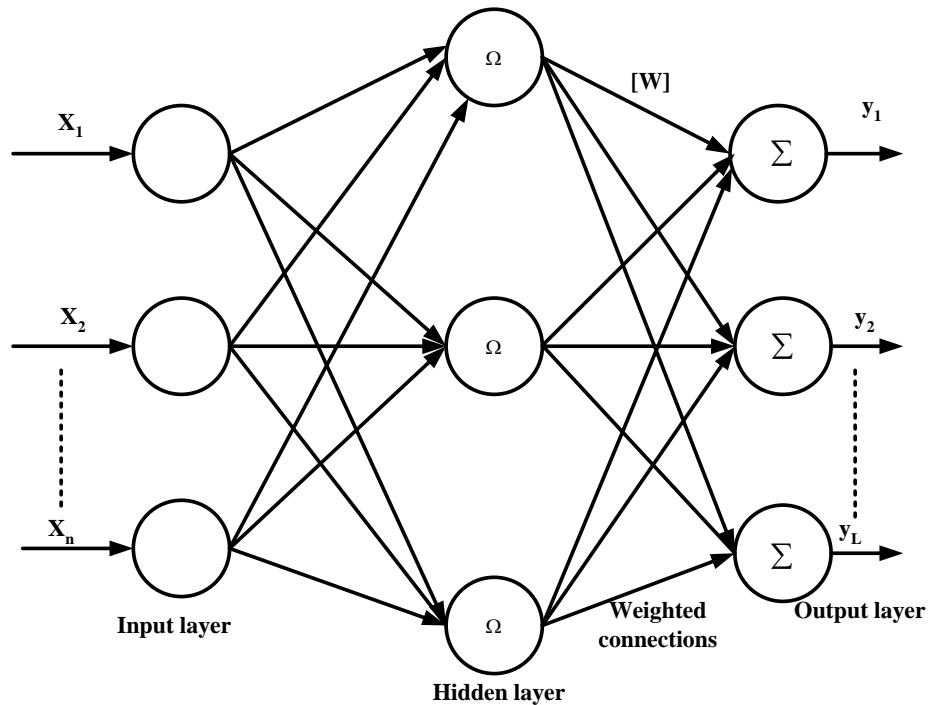 Ω
[W]
X1
y1
Σ
X2
Ω
y2
Σ
Xn
yL
Σ
Input layer
Ω
Weighted
connections
Output layer
Hidden layer